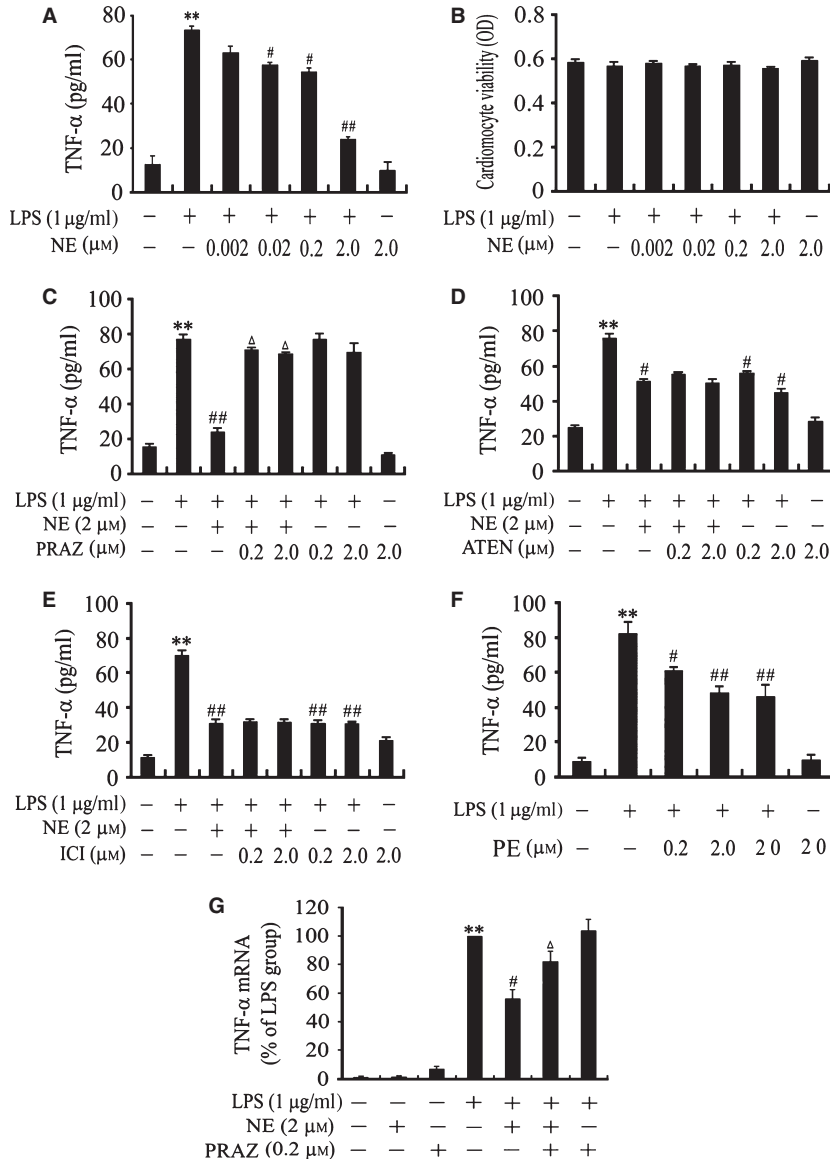 A
TNF-α (pg/ml)
80
60
40
20
0
** # # ##
LPS (1 μg/ml) − + + + + + −
NE (μM) − − 0.002 0.02 0.2 2.0 2.0
B
Cardiomocyte viability (OD)
0.8
0.6
0.4
0.2
0
LPS (1 μg/ml) − + + + + + −
NE (μM) − − 0.002 0.02 0.2 2.0 2.0
C
TNF-α (pg/ml)
100
80
60
40
20
0
** ## Δ Δ
LPS (1 μg/ml) − + + + + + + −
NE (2 μM) − − + + + − − −
PRAZ (μM) − − − 0.2 2.0 0.2 2.0 2.0
D
TNF-α (pg/ml)
100
80
60
40
20
0
** # # #
LPS (1 μg/ml) − + + + + + + −
NE (2 μM) − − + + + − − −
ATEN (μM) − − − 0.2 2.0 0.2 2.0 2.0
E
TNF-α (pg/ml)
100
80
60
40
20
0
** ## ## ##
LPS (1 μg/ml) − + + + + + + −
NE (2 μM) − − + + + − − −
ICI (μM) − − − 0.2 2.0 0.2 2.0 2.0
F
TNF-α (pg/ml)
100
80
60
40
20
0
** # ## ##
LPS (1 μg/ml) − + + + + −
PE (μM) − − 0.2 2.0 2 0 2 0
G
TNF-α mRNA
(% of LPS group)
120
100
80
60
40
20
0
** # Δ
LPS (1 μg/ml) − − − + + + +
NE (2 μM) − + − − + + −
PRAZ (0.2 μM) − − + − − + +